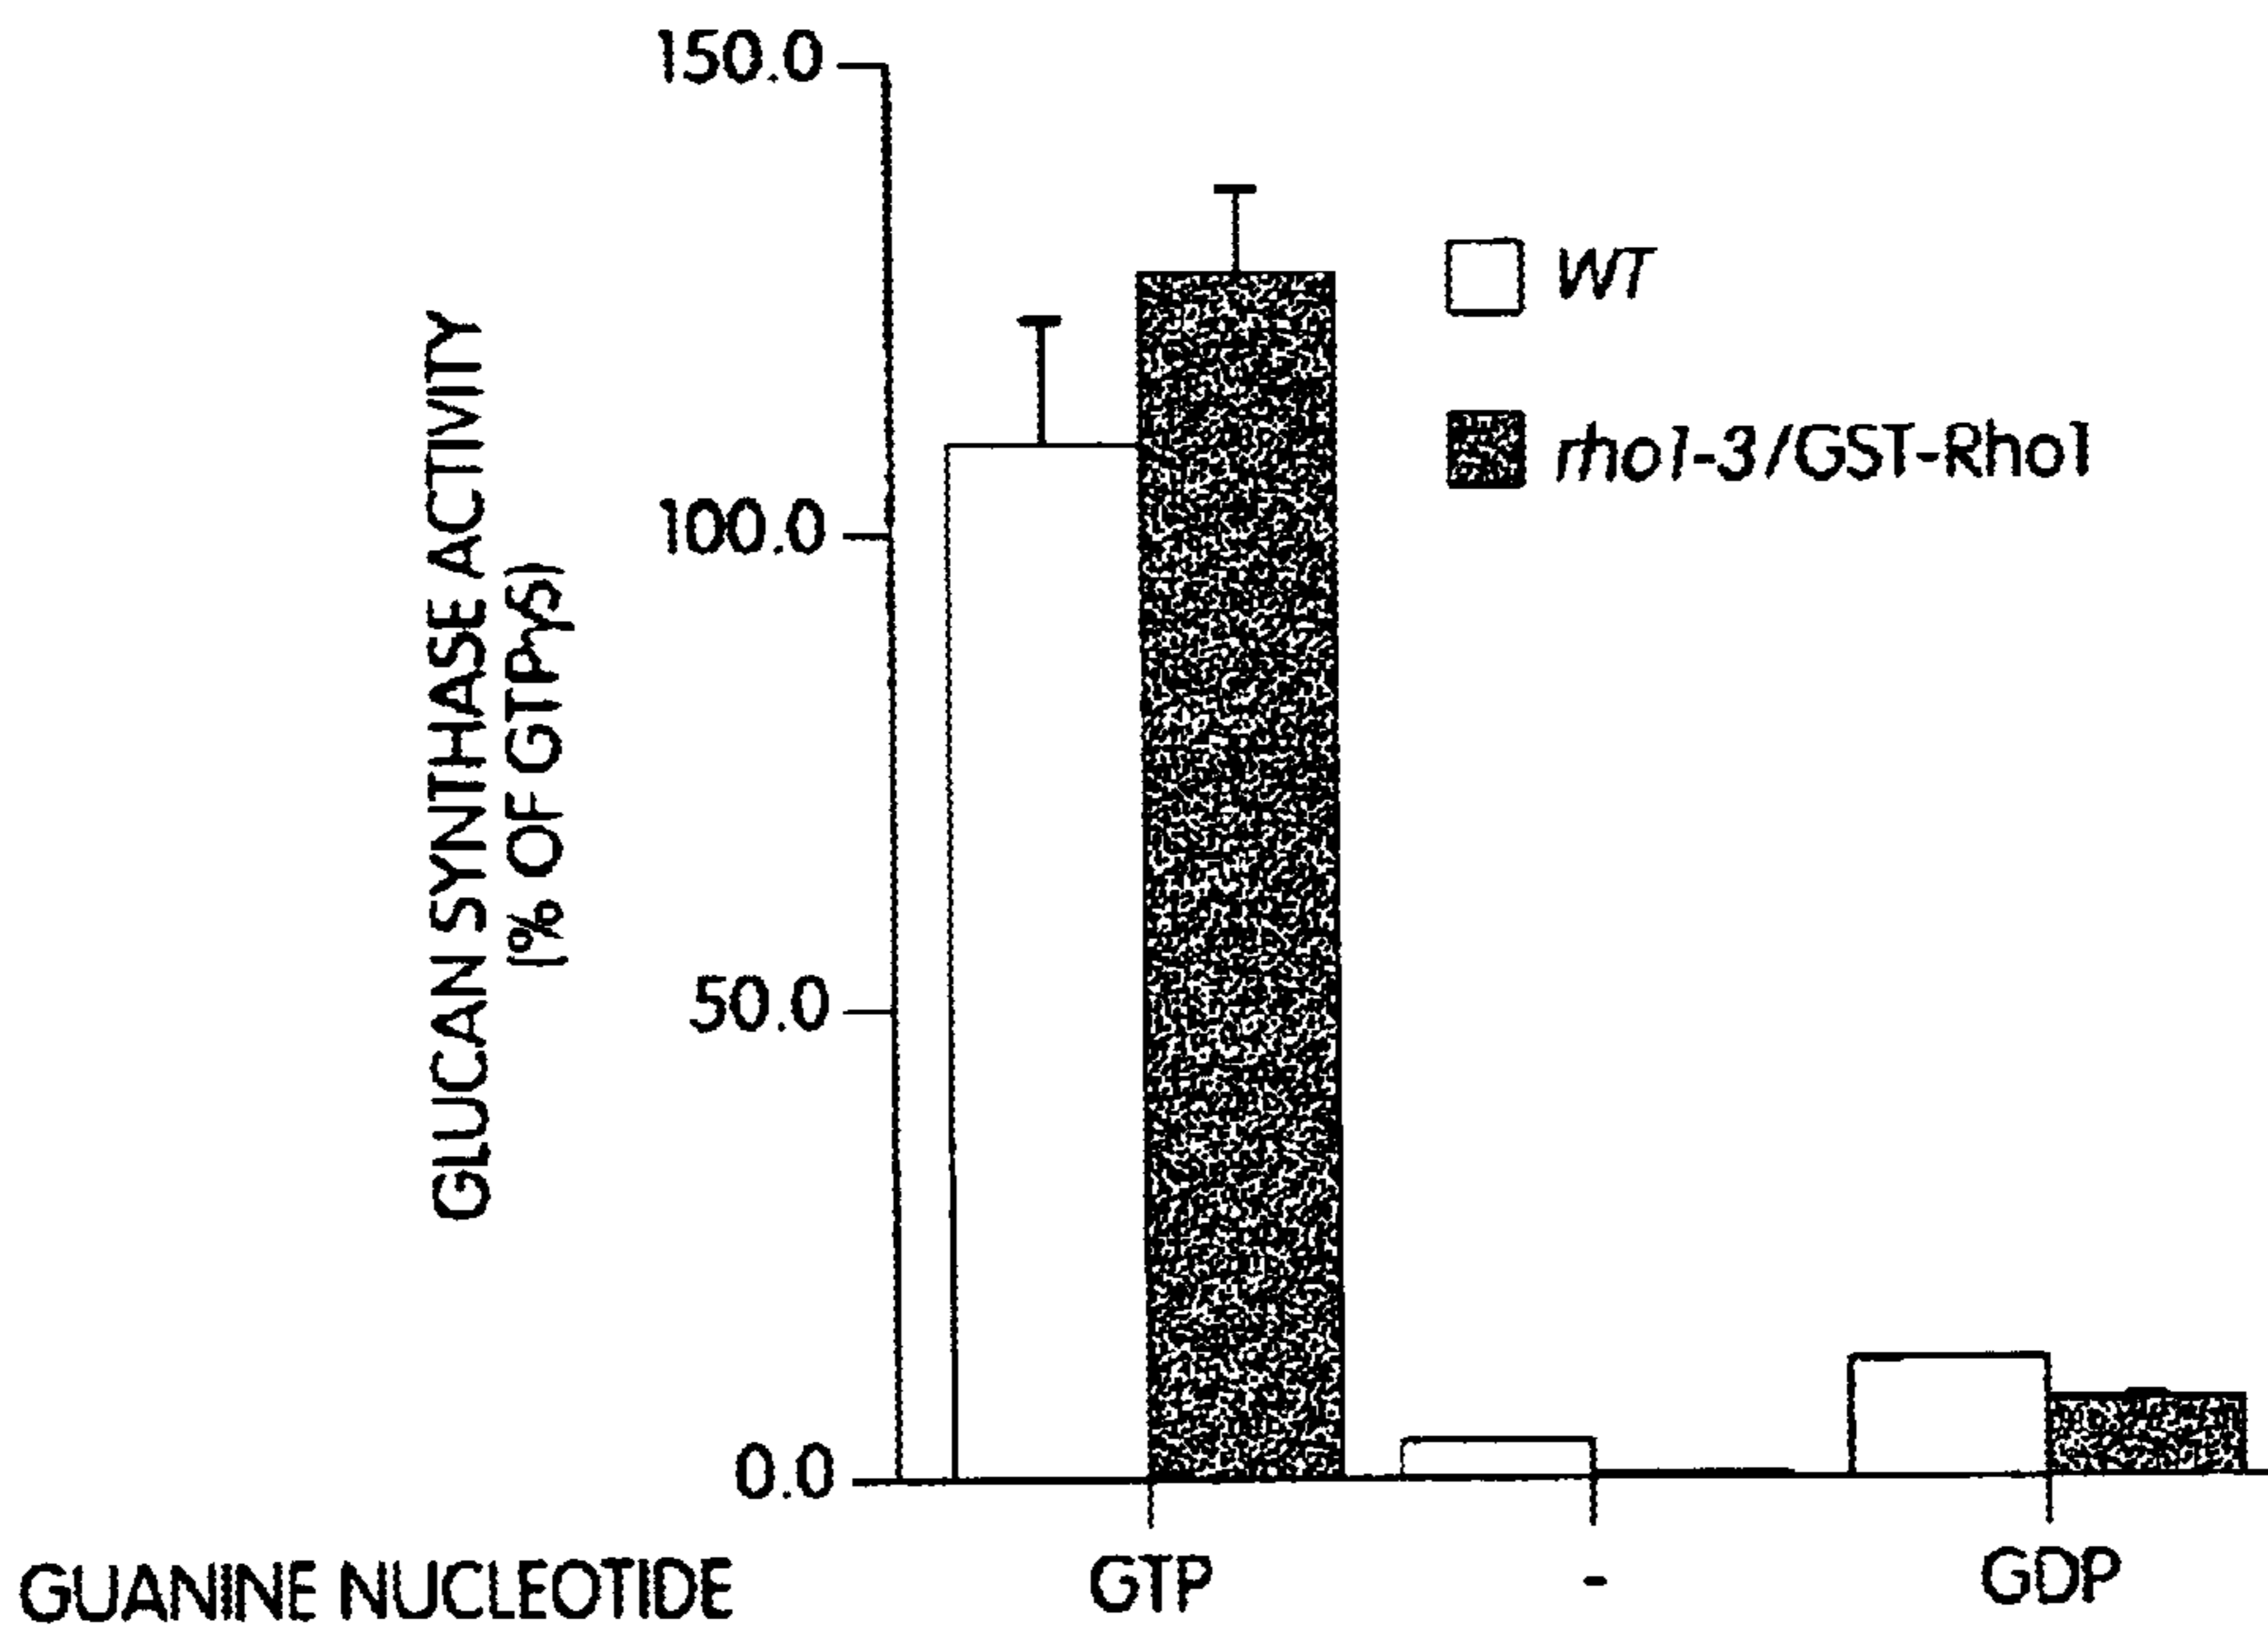 150.0
100.0
50.0
0.0
GLUCAN SYNTHASE ACTIVITY
(% OF GTPγS)
WT
rho1-3/GST-Rho1
GUANINE NUCLEOTIDE GTP - GDP